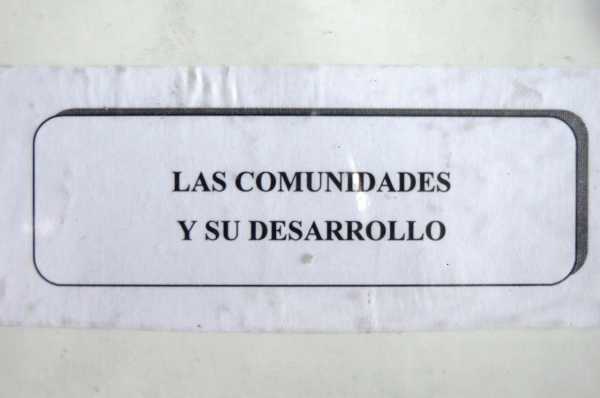 LAS COMUNIDADES
Y SU DESARROLLO